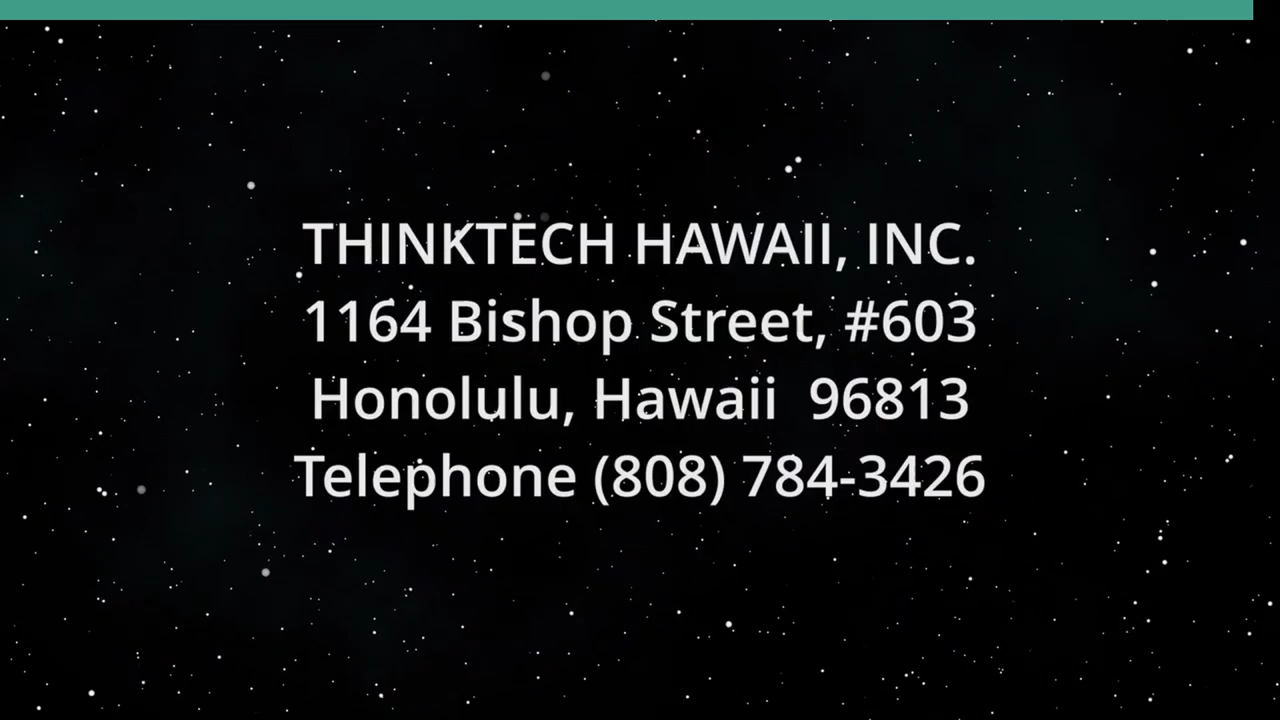 THINKTECH HAWAII, INC.
1164 Bishop Street, #603
Honolulu, Hawaii  96813
Telephone (808) 784-3426